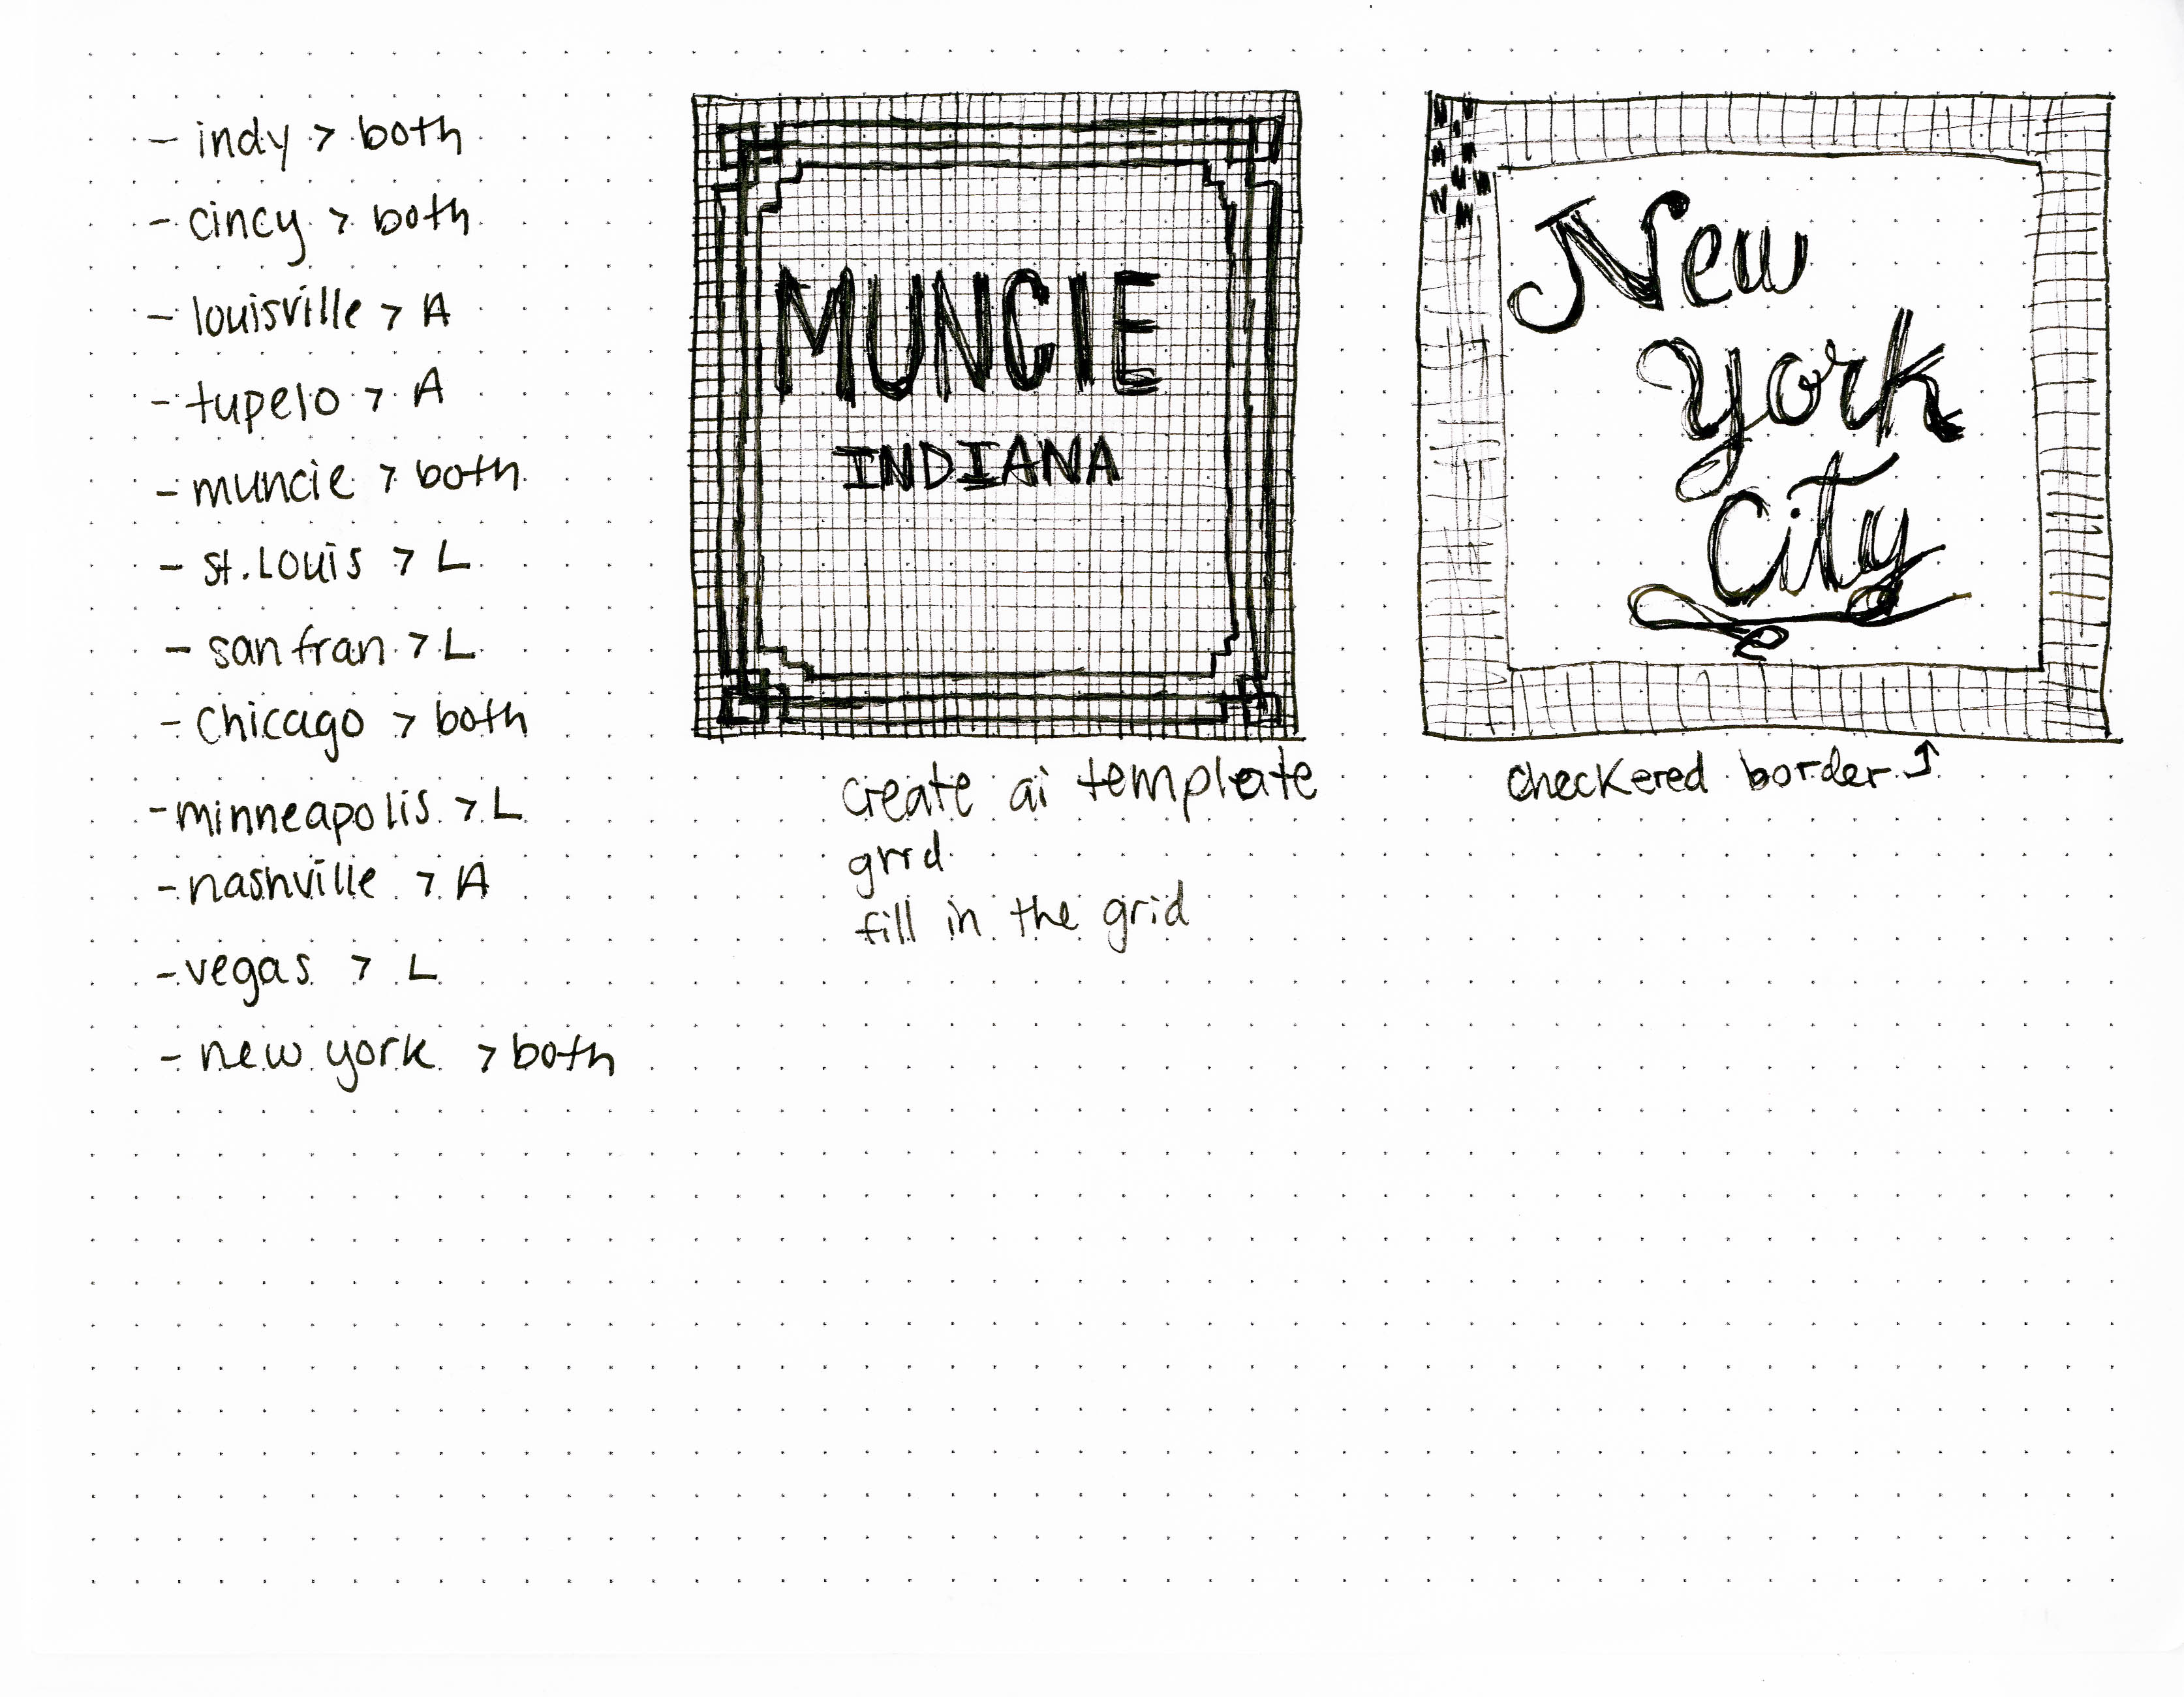 - indy > both
- cincy > both
- louisville > A
- tupelo > A
- muncie > both
- st. Louis > L
- san fran > L
- Chicago > both
- minneapolis > L
- nashville > A
- vegas > L
- new york > both
MUNCIE
INDIANA
create ai template
grrd
fill in the grid
New
York
City
checkered border ↑